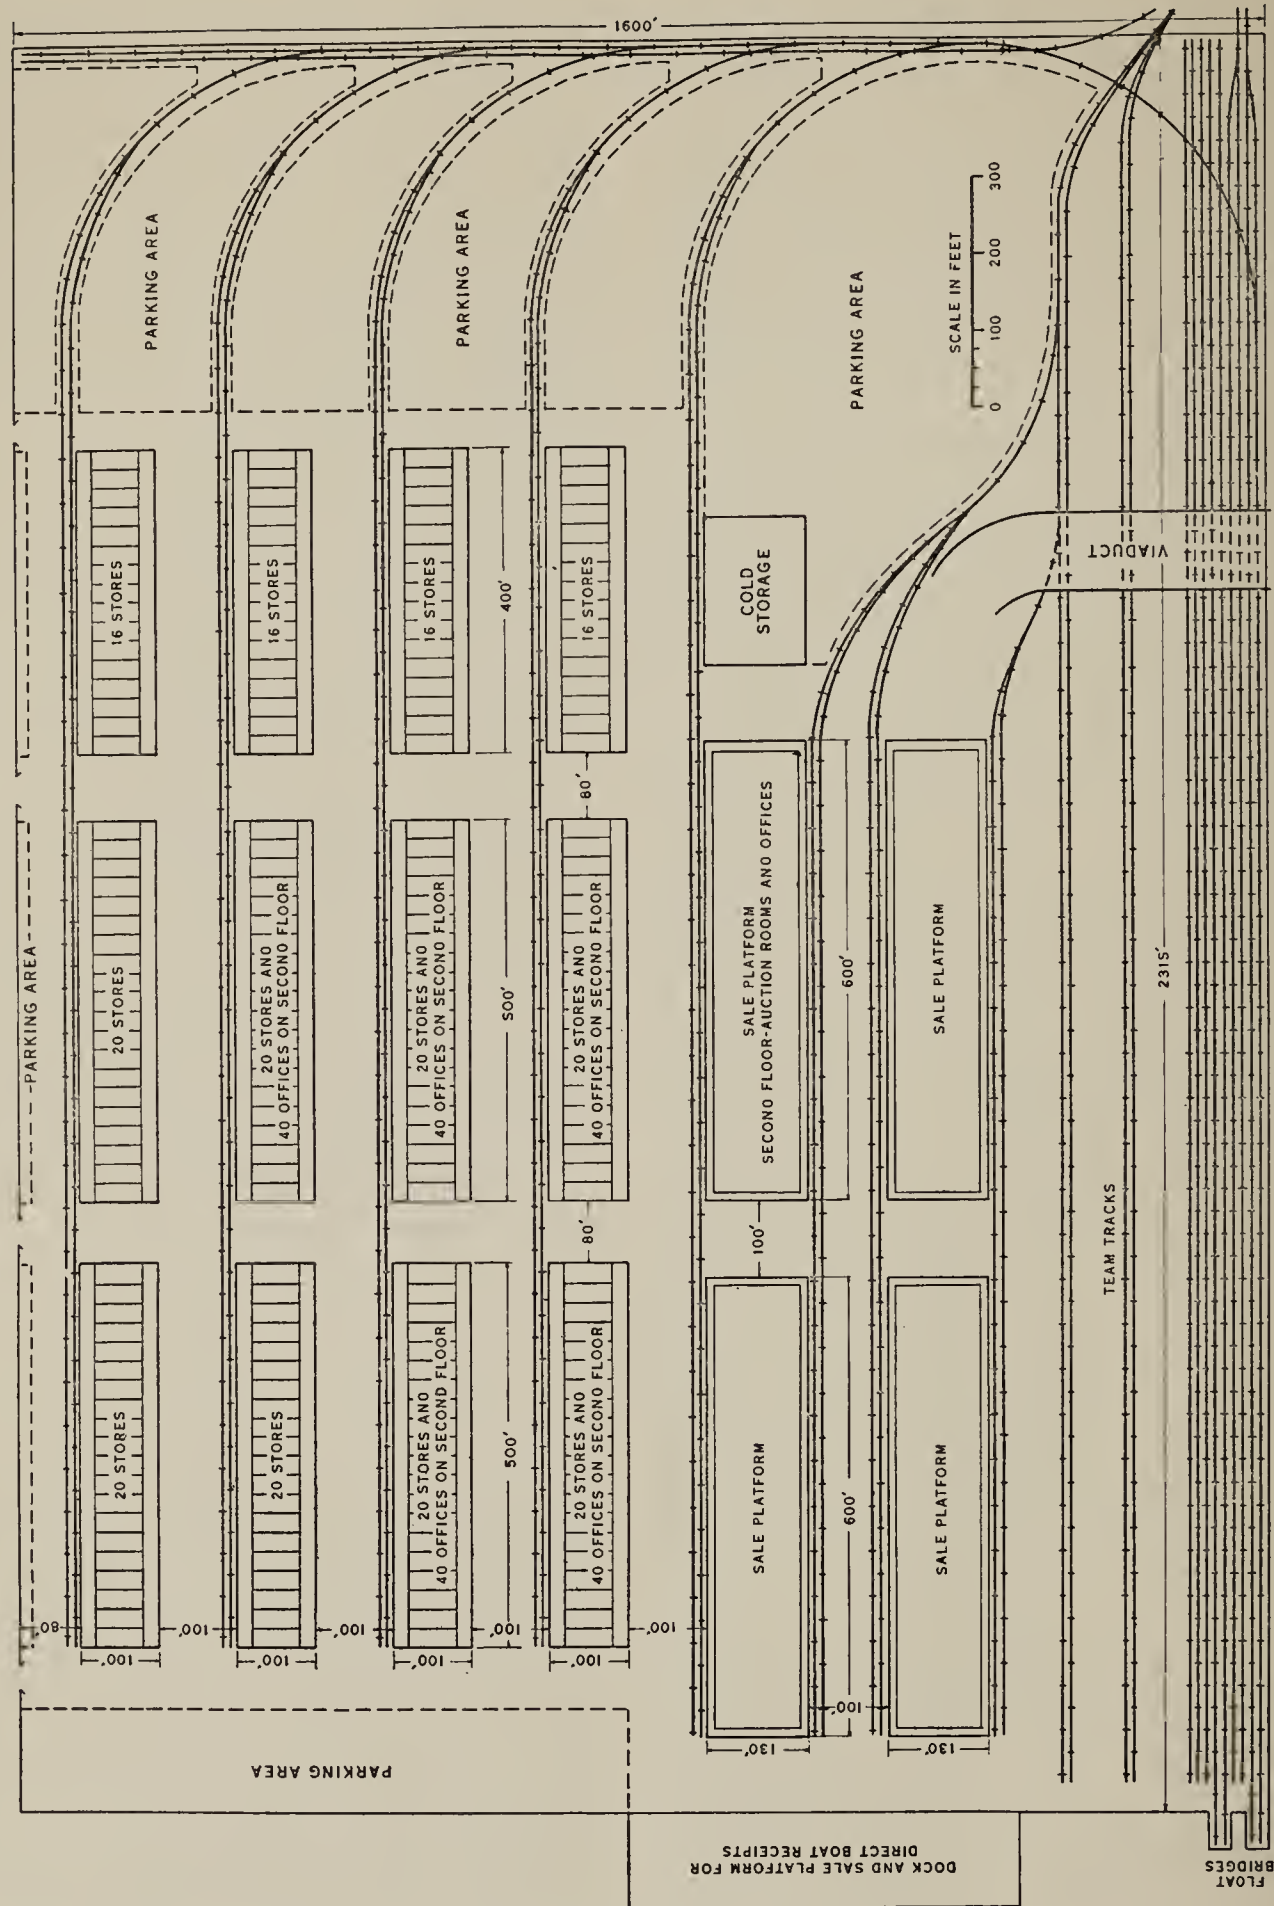 1600'
PARKING AREA
PARKING AREA
PARKING AREA
SCALE IN FEET
0 100 200 300
16 STORES
16 STORES
16 STORES
16 STORES
400'
COLD
STORAGE
VIADUCT
80'
PARKING AREA
20 STORES
20 STORES AND
40 OFFICES ON SECOND FLOOR
20 STORES AND
40 OFFICES ON SECOND FLOOR
500'
20 STORES AND
40 OFFICES ON SECOND FLOOR
SALE PLATFORM
SECOND FLOOR-AUCTION ROOMS AND OFFICES
600'
SALE PLATFORM
2315'
80'
100'
TEAM TRACKS
20 STORES
20 STORES
20 STORES AND
40 OFFICES ON SECOND FLOOR
500'
20 STORES AND
40 OFFICES ON SECOND FLOOR
SALE PLATFORM
600'
SALE PLATFORM
80
100'
100'
100'
100'
100'
100'
100'
100'
100'
130'
130'
PARKING AREA
DOCK AND SALE PLATFORM FOR
DIRECT BOAT RECEIPTS
FLOAT
BRIDGES